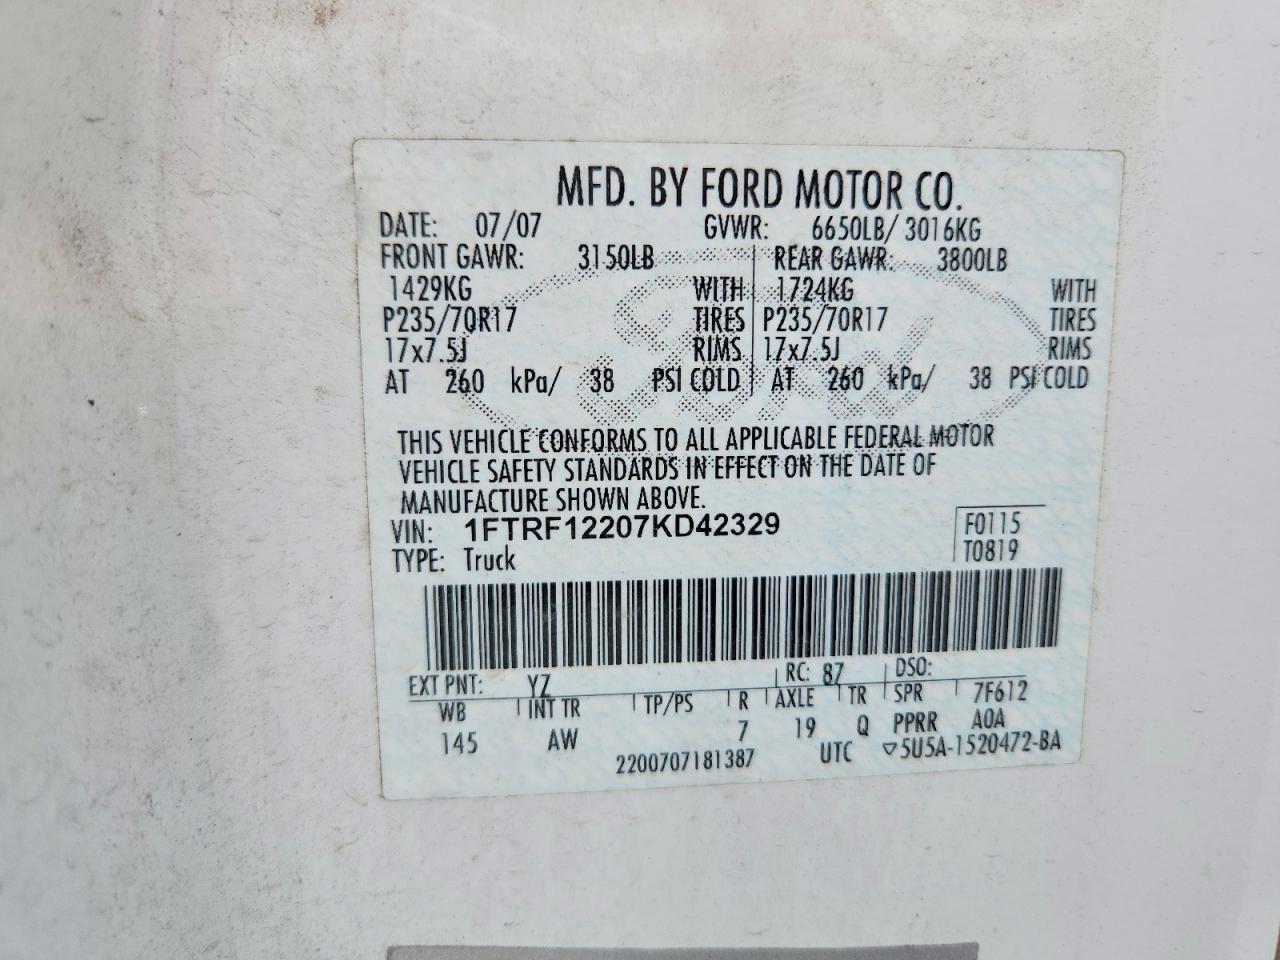 MFD. BY FORD MOTOR CO.
DATE: 07/07 GVWR: 6650LB/ 3016KG
FRONT GAWR: 3150LB REAR GAWR: 3800LB
1429KG WITH 1724KG WITH
P235/70R17 TIRES P235/70R17 TIRES
17x7.5J RIMS 17x7.5J RIMS
AT 260 kPa/ 38 PSI COLD AT 260 kPa/ 38 PSI COLD
Ford
THIS VEHICLE CONFORMS TO ALL APPLICABLE FEDERAL MOTOR
VEHICLE SAFETY STANDARDS IN EFFECT ON THE DATE OF
MANUFACTURE SHOWN ABOVE.
VIN: 1FTRF12207KD42329 F0115
TYPE: Truck T0819
EXT PNT: YZ RC: 87 DSO:
WB INT TR TP/PS R AXLE TR SPR 7F612
145 AW 7 19 Q PPRR A0A
2200707181387 UTC ▽5U5A-1520472-BA